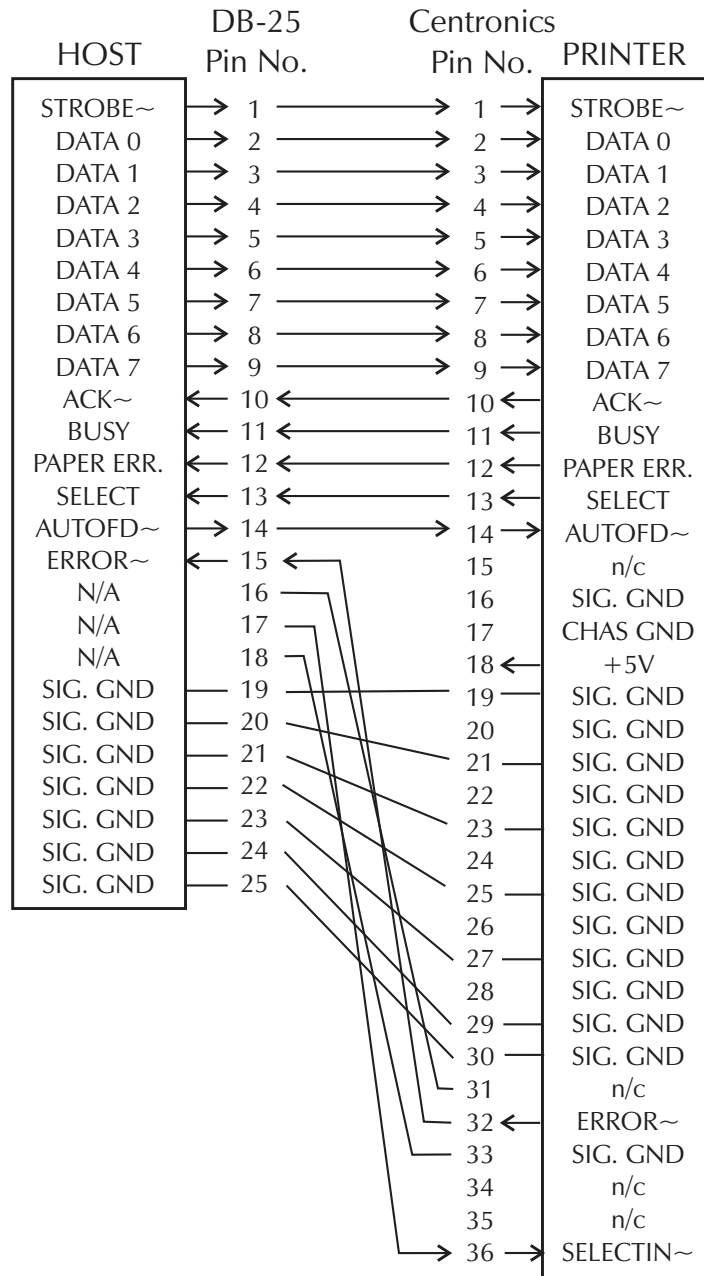 DB-25 Centronics
HOST Pin No. Pin No. PRINTER
STROBE~ 1 1 STROBE~
DATA 0 2 2 DATA 0
DATA 1 3 3 DATA 1
DATA 2 4 4 DATA 2
DATA 3 5 5 DATA 3
DATA 4 6 6 DATA 4
DATA 5 7 7 DATA 5
DATA 6 8 8 DATA 6
DATA 7 9 9 DATA 7
ACK~ 10 10 ACK~
BUSY 11 11 BUSY
PAPER ERR. 12 12 PAPER ERR.
SELECT 13 13 SELECT
AUTOFD~ 14 14 AUTOFD~
ERROR~ 15 15 n/c
N/A 16 16 SIG. GND
N/A 17 17 CHAS GND
N/A 18 18 +5V
SIG. GND 19 19 SIG. GND
SIG. GND 20 20 SIG. GND
SIG. GND 21 21 SIG. GND
SIG. GND 22 22 SIG. GND
SIG. GND 23 23 SIG. GND
SIG. GND 24 24 SIG. GND
SIG. GND 25 25 SIG. GND
26 SIG. GND
27 SIG. GND
28 SIG. GND
29 SIG. GND
30 SIG. GND
31 n/c
32 ERROR~
33 SIG. GND
34 n/c
35 n/c
36 SELECTIN~